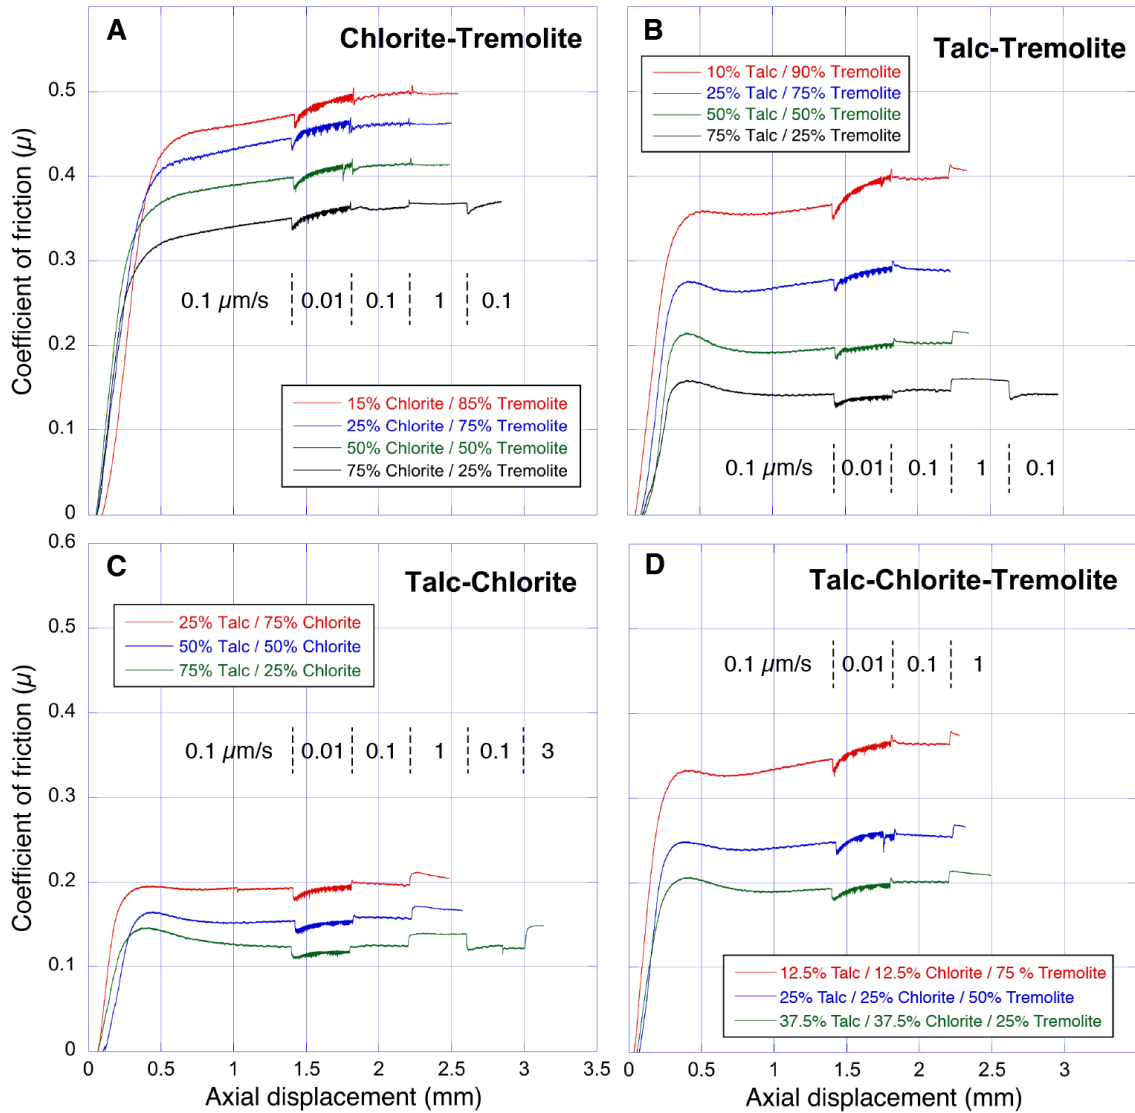 A
Chlorite-Tremolite
0.5
0.4
0.3
0.2
0.1
0
Coefficient of friction (μ)
0.1 μm/s 0.01 0.1 1 0.1
15% Chlorite / 85% Tremolite
25% Chlorite / 75% Tremolite
50% Chlorite / 50% Tremolite
75% Chlorite / 25% Tremolite
B
Talc-Tremolite
10% Talc / 90% Tremolite
25% Talc / 75% Tremolite
50% Talc / 50% Tremolite
75% Talc / 25% Tremolite
0.1 μm/s 0.01 0.1 1 0.1
C
Talc-Chlorite
0.6
0.5
0.4
0.3
0.2
0.1
0
Coefficient of friction (μ)
25% Talc / 75% Chlorite
50% Talc / 50% Chlorite
75% Talc / 25% Chlorite
0.1 μm/s 0.01 0.1 1 0.1 3
0 0.5 1 1.5 2 2.5 3 3.5
Axial displacement (mm)
D
Talc-Chlorite-Tremolite
0.1 μm/s 0.01 0.1 1
12.5% Talc / 12.5% Chlorite / 75 % Tremolite
25% Talc / 25% Chlorite / 50% Tremolite
37.5% Talc / 37.5% Chlorite / 25% Tremolite
0 0.5 1 1.5 2 2.5 3
Axial displacement (mm)